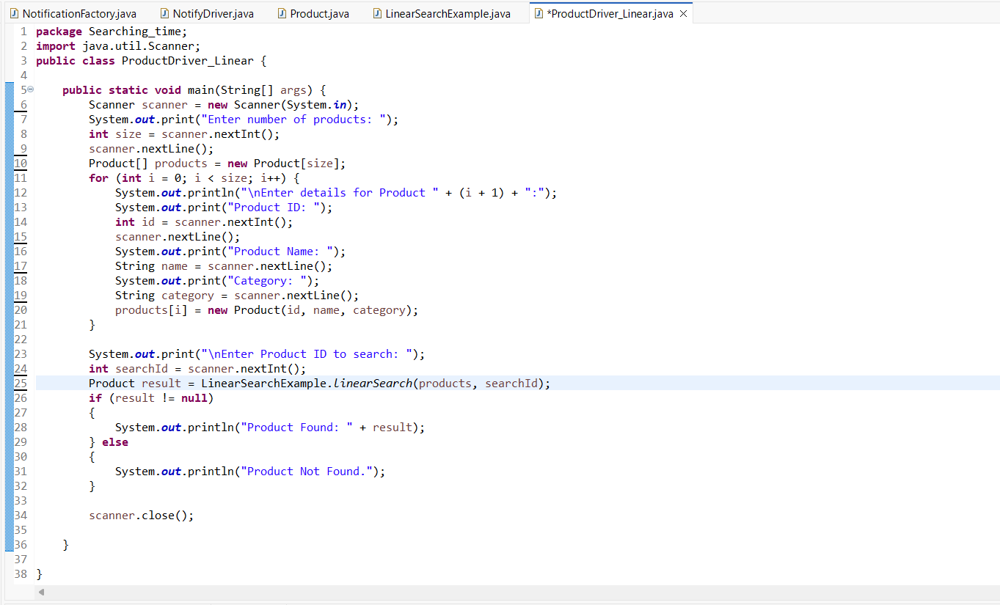 NotificationFactory.java NotifyDriver.java Product.java LinearSearchExample.java *ProductDriver_Linear.java
1 package Searching_time;
2 import java.util.Scanner;
3 public class ProductDriver_Linear {
4
5 public static void main(String[] args) {
6 Scanner scanner = new Scanner(System.in);
7 System.out.print("Enter number of products: ");
8 int size = scanner.nextInt();
9 scanner.nextLine();
10 Product[] products = new Product[size];
11 for (int i = 0; i < size; i++) {
12 System.out.println("\nEnter details for Product " + (i + 1) + ":");
13 System.out.print("Product ID: ");
14 int id = scanner.nextInt();
15 scanner.nextLine();
16 System.out.print("Product Name: ");
17 String name = scanner.nextLine();
18 System.out.print("Category: ");
19 String category = scanner.nextLine();
20 products[i] = new Product(id, name, category);
21 }
22
23 System.out.print("\nEnter Product ID to search: ");
24 int searchId = scanner.nextInt();
25 Product result = LinearSearchExample.linearSearch(products, searchId);
26 if (result != null)
27 {
28 System.out.println("Product Found: " + result);
29 } else
30 {
31 System.out.println("Product Not Found.");
32 }
33
34 scanner.close();
35
36 }
37
38 }